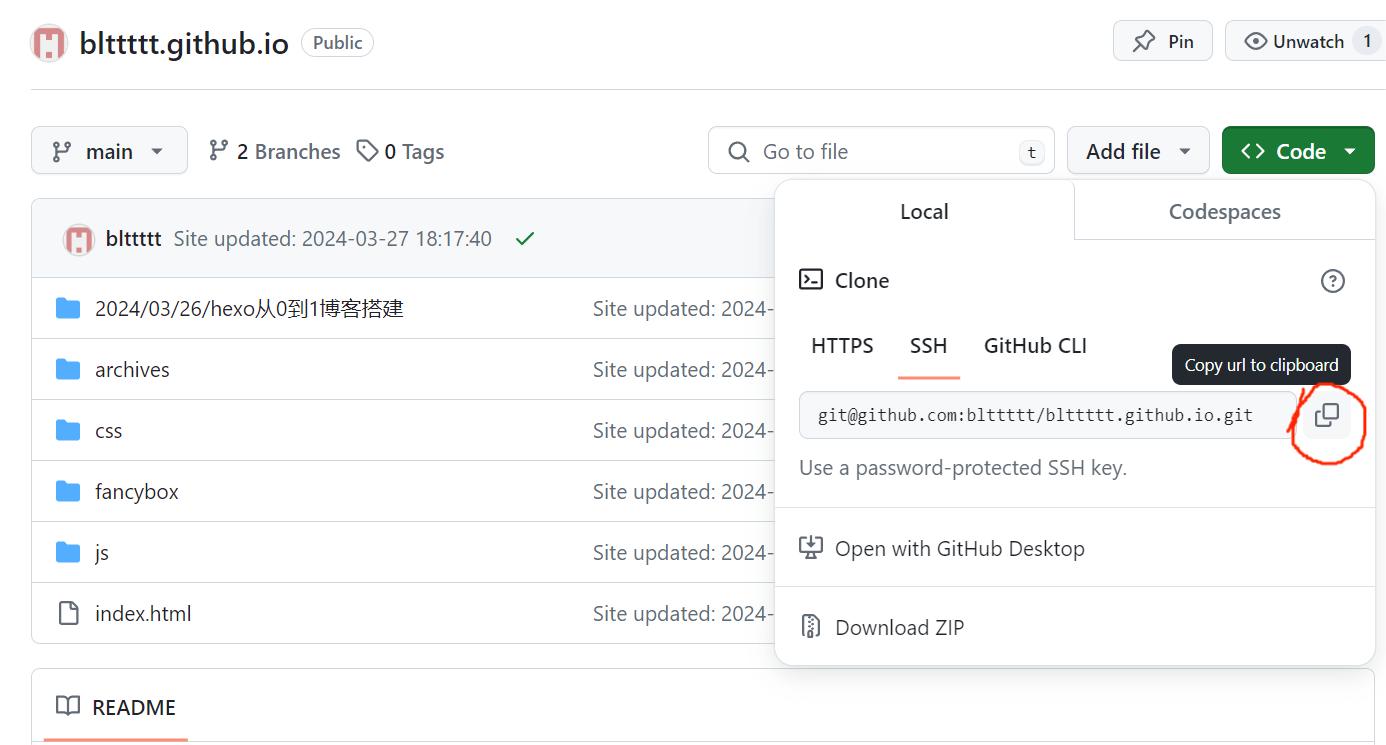 blttttt.github.io Public Pin Unwatch 1
main 2 Branches 0 Tags Go to file t Add file Code
blttttt Site updated: 2024-03-27 18:17:40
2024/03/26/hexo从0到1博客搭建 Site updated: 2024-
archives Site updated: 2024-
css Site updated: 2024-
fancybox Site updated: 2024-
js Site updated: 2024-
index.html Site updated: 2024-
README
Local Codespaces
Clone
HTTPS SSH GitHub CLI
Copy url to clipboard
git@github.com:blttttt/blttttt.github.io.git
Use a password-protected SSH key.
Open with GitHub Desktop
Download ZIP